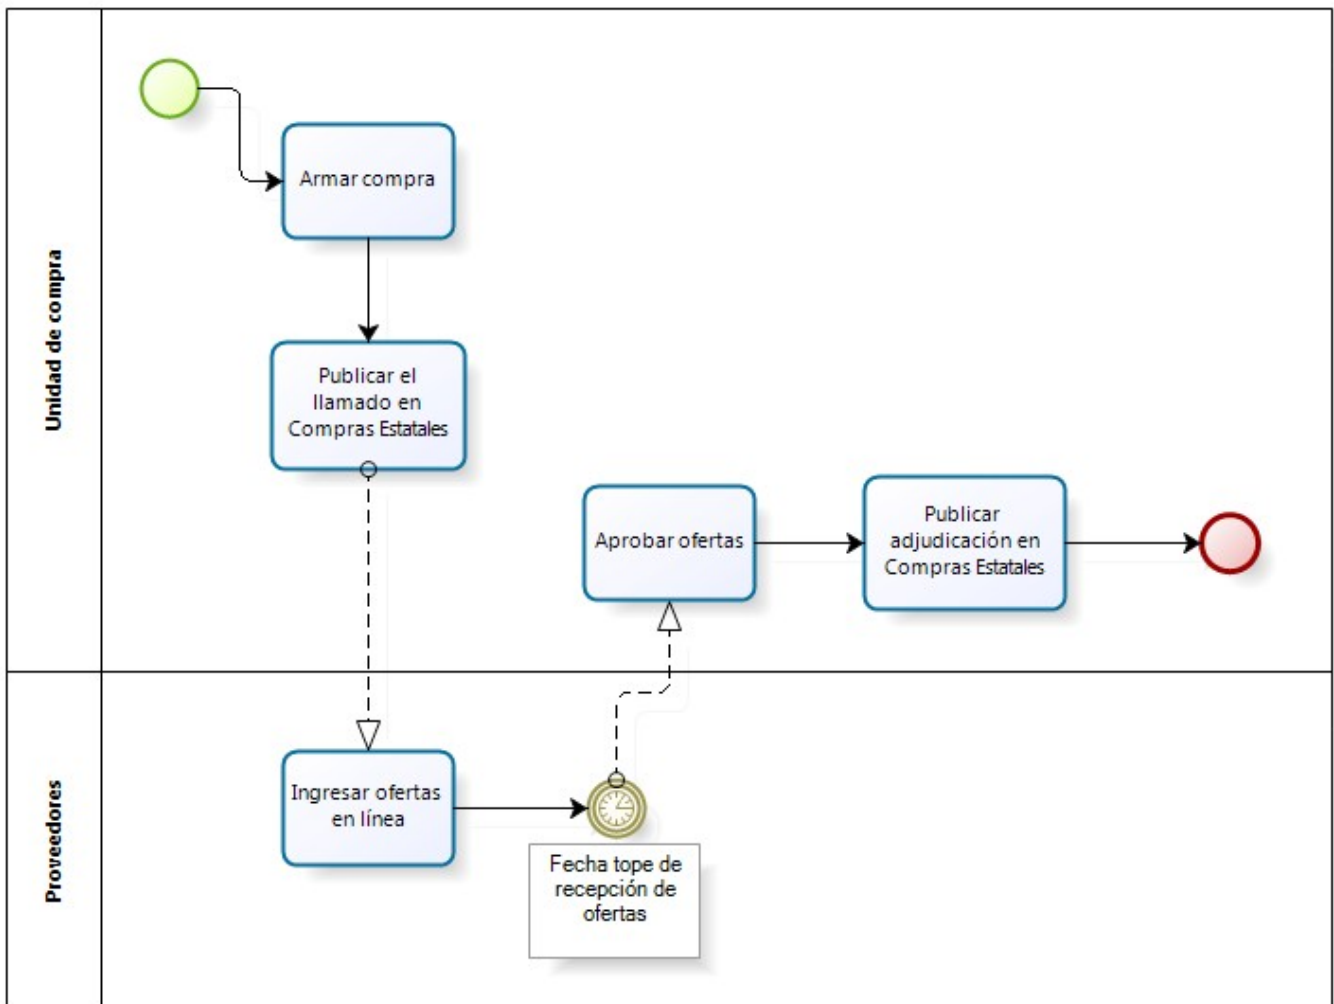 Unidad de compra
Armar compra
Publicar el
llamado en
Compras Estatales
Aprobar ofertas
Publicar
adjudicación en
Compras Estatales
Proveedores
Ingresar ofertas
en línea
Fecha tope de
recepción de
ofertas